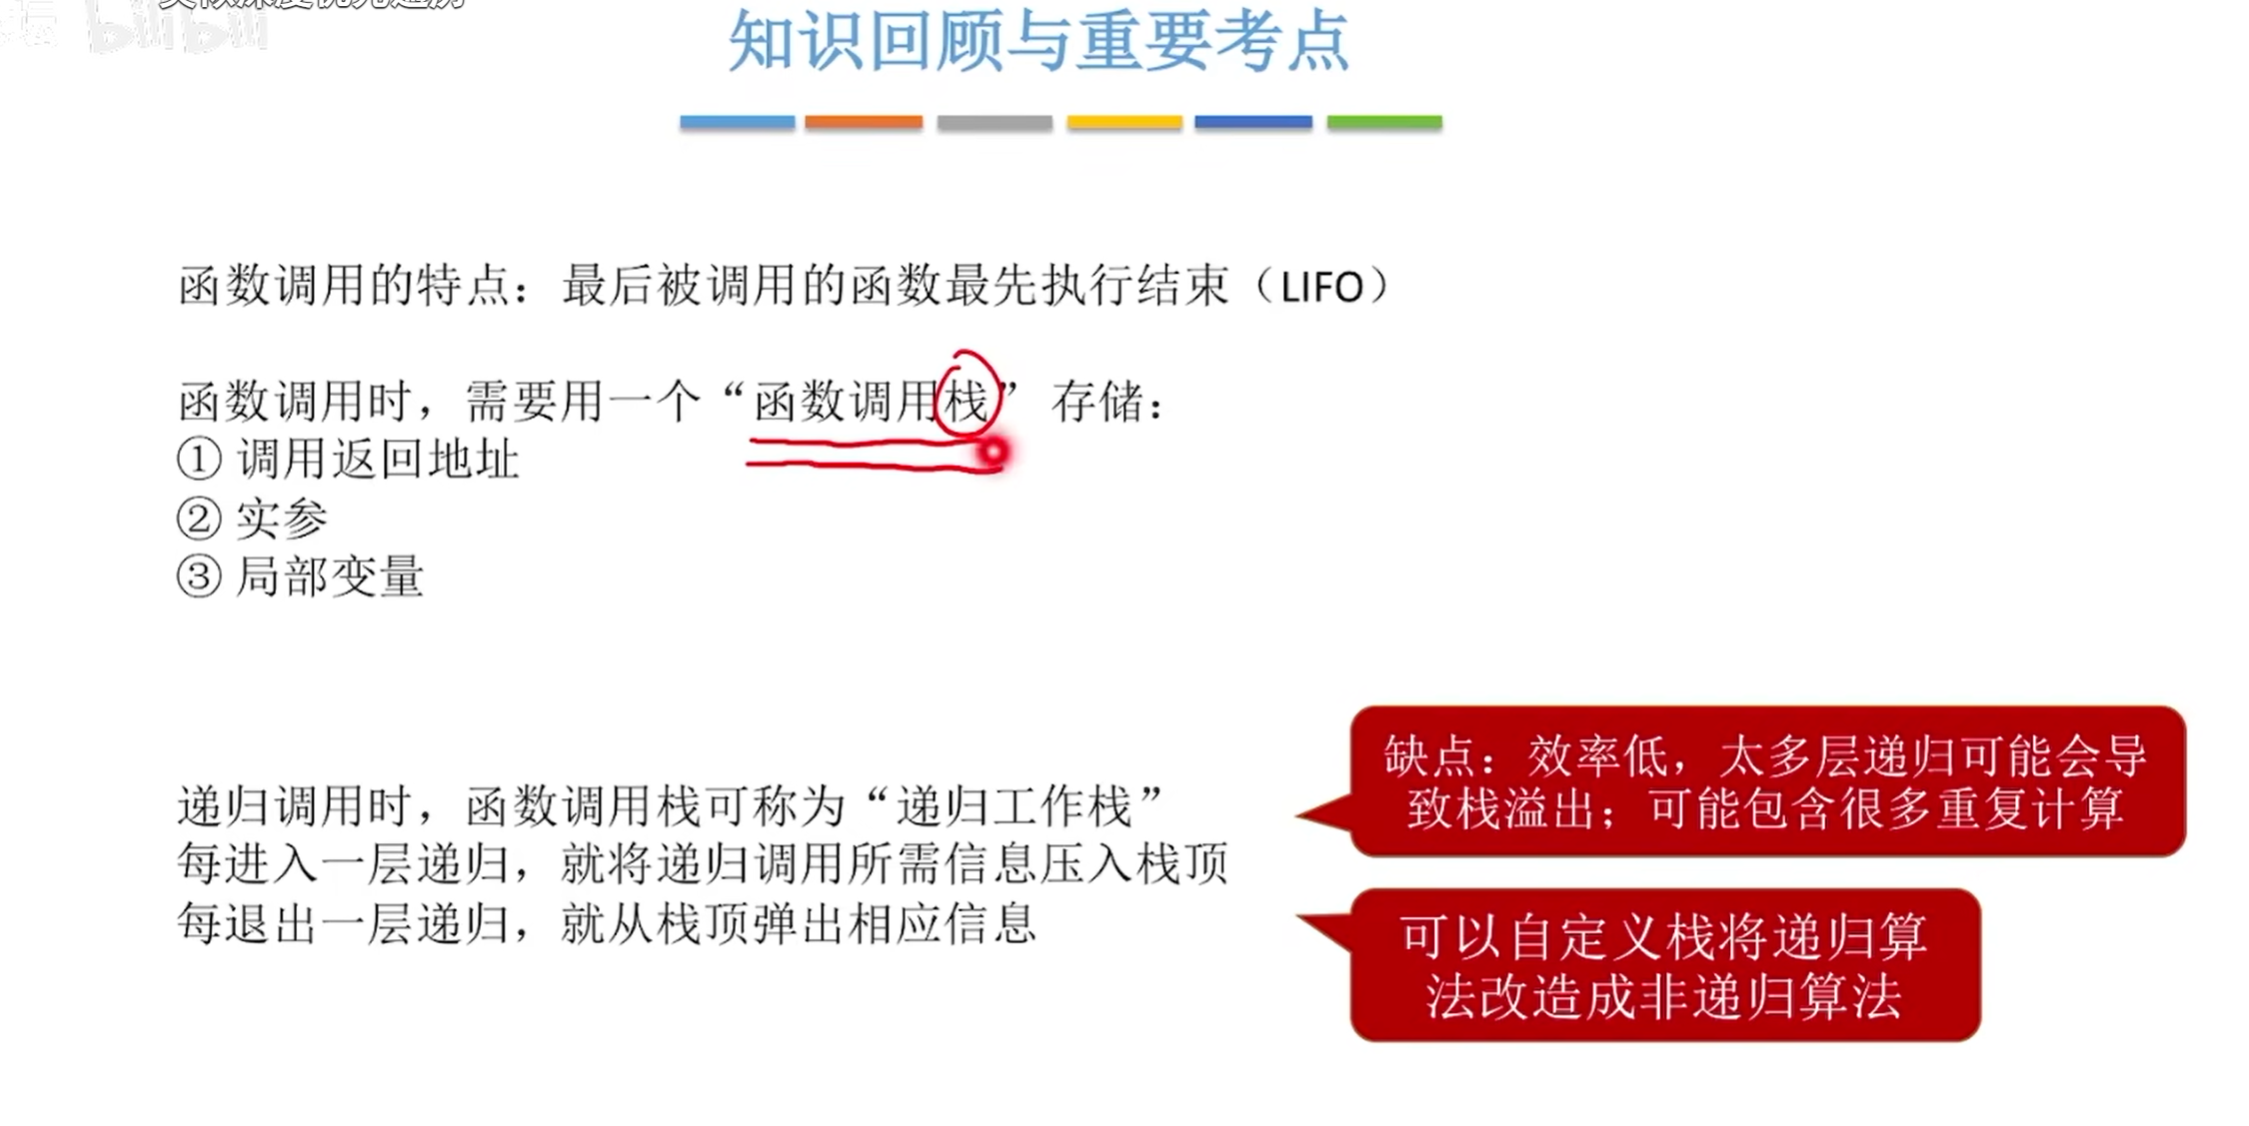 bilibili
知识回顾与重要考点
函数调用的特点：最后被调用的函数最先执行结束（LIFO）
函数调用时，需要用一个“函数调用栈” 存储：
① 调用返回地址
② 实参
③ 局部变量
缺点：效率低，太多层递归可能会导
致栈溢出；可能包含很多重复计算
递归调用时，函数调用栈可称为“递归工作栈”
每进入一层递归，就将递归调用所需信息压入栈顶
每退出一层递归，就从栈顶弹出相应信息
可以自定义栈将递归算
法改造成非递归算法